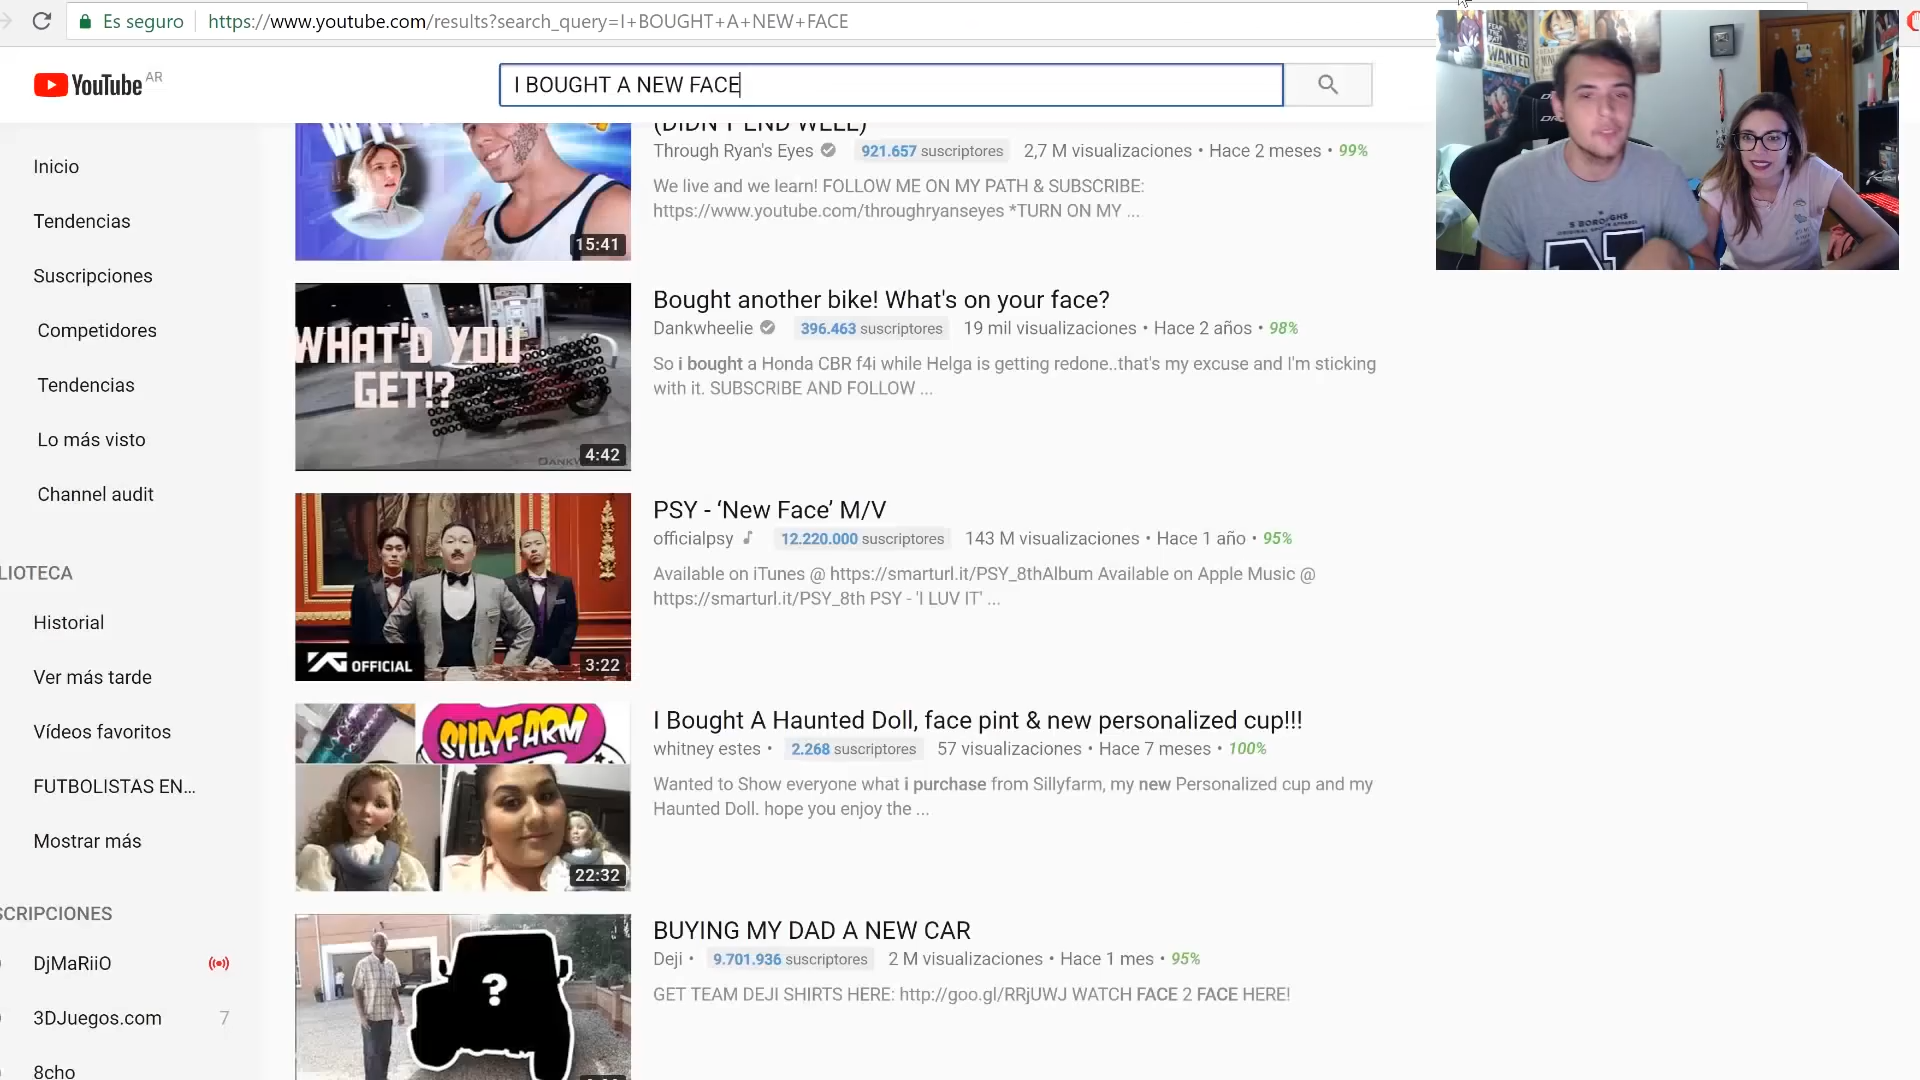 Es seguro
https://www.youtube.com/results?search_query=I+BOUGHT+A+NEW+FACE
YouTube AR
I BOUGHT A NEW FACE
Inicio
Tendencias
Suscripciones
Competidores
Tendencias
Lo más visto
Channel audit
LIOTECA
Historial
Ver más tarde
Vídeos favoritos
FUTBOLISTAS EN...
Mostrar más
SCRIPCIONES
DjMaRiiO
3DJuegos.com 7
8cho
15:41
(DIDN'T END WELL)
Through Ryan's Eyes 921.657 suscriptores 2,7 M visualizaciones • Hace 2 meses • 99%
We live and we learn! FOLLOW ME ON MY PATH & SUBSCRIBE:
https://www.youtube.com/throughryanseyes *TURN ON MY ...
WHAT'D YOU
GET!?
4:42
Bought another bike! What's on your face?
Dankwheelie 396.463 suscriptores 19 mil visualizaciones • Hace 2 años • 98%
So i bought a Honda CBR f4i while Helga is getting redone..that's my excuse and I'm sticking
with it. SUBSCRIBE AND FOLLOW ...
YG OFFICIAL
3:22
PSY - ‘New Face’ M/V
officialpsy 12.220.000 suscriptores 143 M visualizaciones • Hace 1 año • 95%
Available on iTunes @ https://smarturl.it/PSY_8thAlbum Available on Apple Music @
https://smarturl.it/PSY_8th PSY - 'I LUV IT' ...
SILLYFARM
22:32
I Bought A Haunted Doll, face pint & new personalized cup!!!
whitney estes • 2.268 suscriptores 57 visualizaciones • Hace 7 meses • 100%
Wanted to Show everyone what i purchase from Sillyfarm, my new Personalized cup and my
Haunted Doll. hope you enjoy the ...
?
BUYING MY DAD A NEW CAR
Deji • 9.701.936 suscriptores 2 M visualizaciones • Hace 1 mes • 95%
GET TEAM DEJI SHIRTS HERE: http://goo.gl/RRjUWJ WATCH FACE 2 FACE HERE!
WANTED
5 BOROUGHS
N